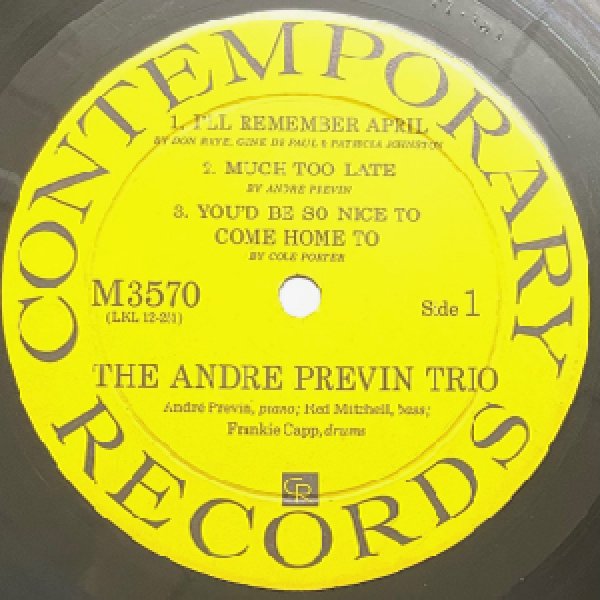 CONTEMPORARY
1. I'LL REMEMBER APRIL
BY DON RAYE, GENE DE PAUL & PATRICIA JOHNSTON
2. MUCH TOO LATE
BY ANDRE PREVIN
3. YOU'D BE SO NICE TO
COME HOME TO
BY COLE PORTER
M3570
Side 1
THE ANDRE PREVIN TRIO
André Previn, piano; Red Mitchell, bass;
Frankie Capp, drums
CR
RECORDS